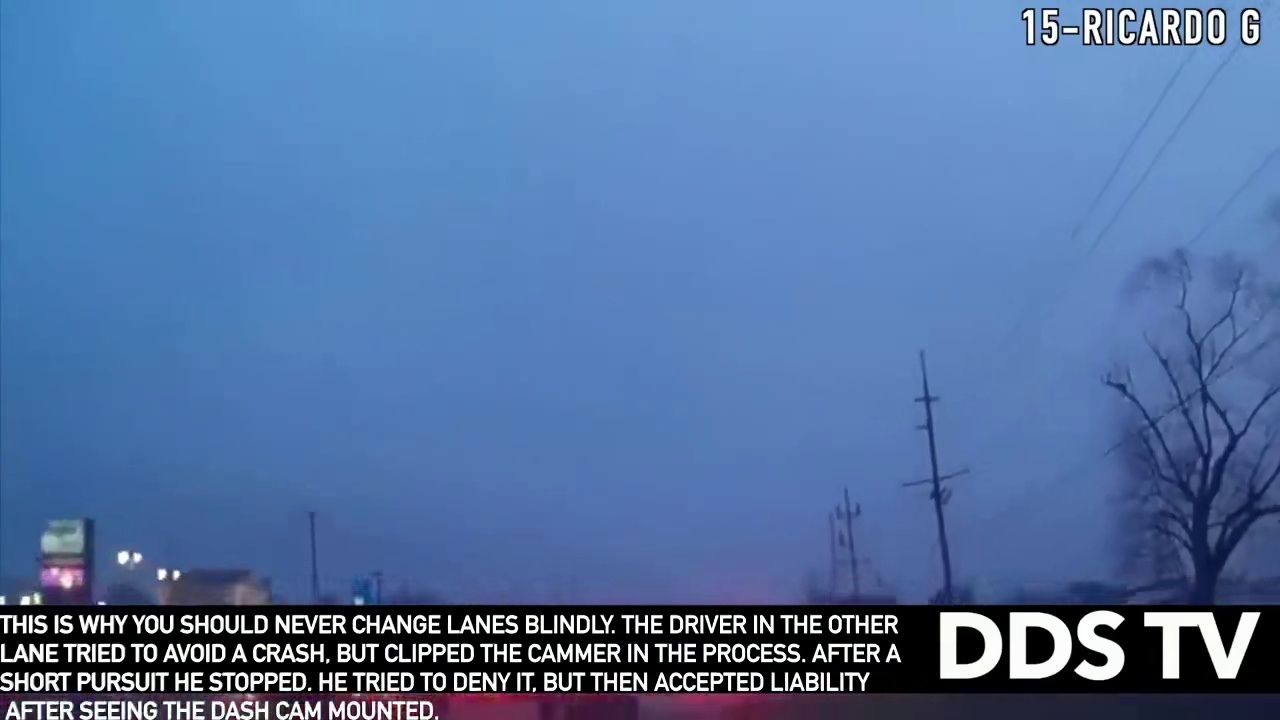 15-RICARDO G
THIS IS WHY YOU SHOULD NEVER CHANGE LANES BLINDLY. THE DRIVER IN THE OTHER
LANE TRIED TO AVOID A CRASH, BUT CLIPPED THE CAMMER IN THE PROCESS. AFTER A
SHORT PURSUIT HE STOPPED. HE TRIED TO DENY IT, BUT THEN ACCEPTED LIABILITY
AFTER SEEING THE DASH CAM MOUNTED.
DDS TV